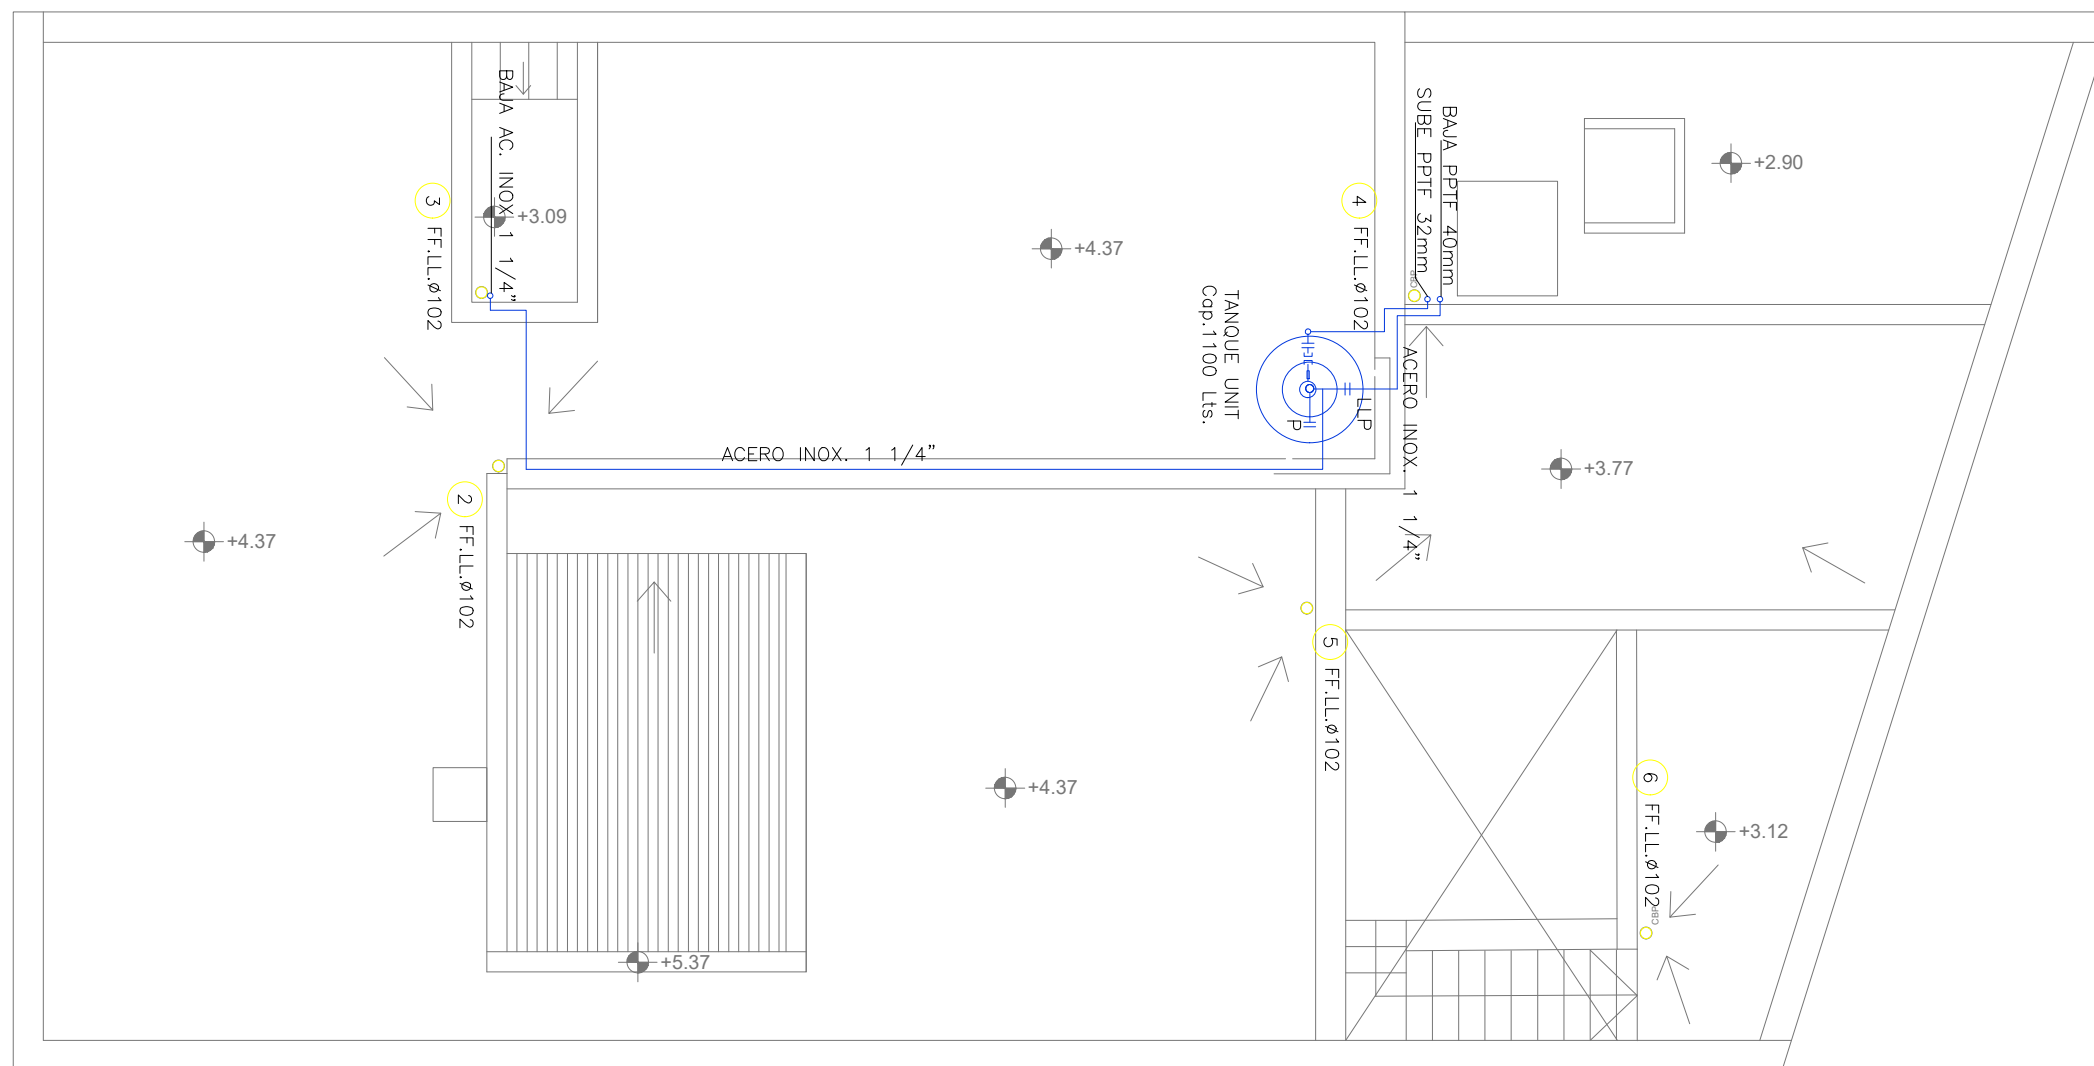 BAJA AC. INOX. 1 1/4"
3
FF.LL.ø102
+3.09
+4.37
4
FF.LL.ø102
SUBE PPTF 32mm
BAJA PPTF 40mm
+2.90
TANQUE UNIT
Cap.1100 Lts.
LLP
P
ACERO INOX. 1 1/4"
ACERO INOX. 1 1/4"
+3.77
2
FF.LL.ø102
+4.37
5
FF.LL.ø102
+4.37
6
FF.LL.ø102
+3.12
+5.37